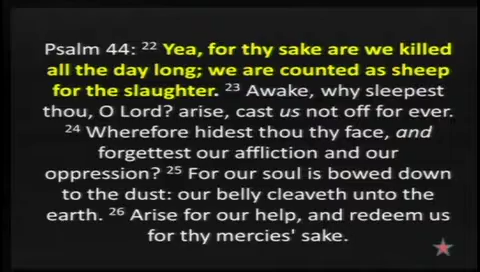 Psalm 44: 22 Yea, for thy sake are we killed
all the day long; we are counted as sheep
for the slaughter. 23 Awake, why sleepest
thou, O Lord? arise, cast us not off for ever.
24 Wherefore hidest thou thy face, and
forgettest our affliction and our
oppression? 25 For our soul is bowed down
to the dust: our belly cleaveth unto the
earth. 26 Arise for our help, and redeem us
for thy mercies' sake.